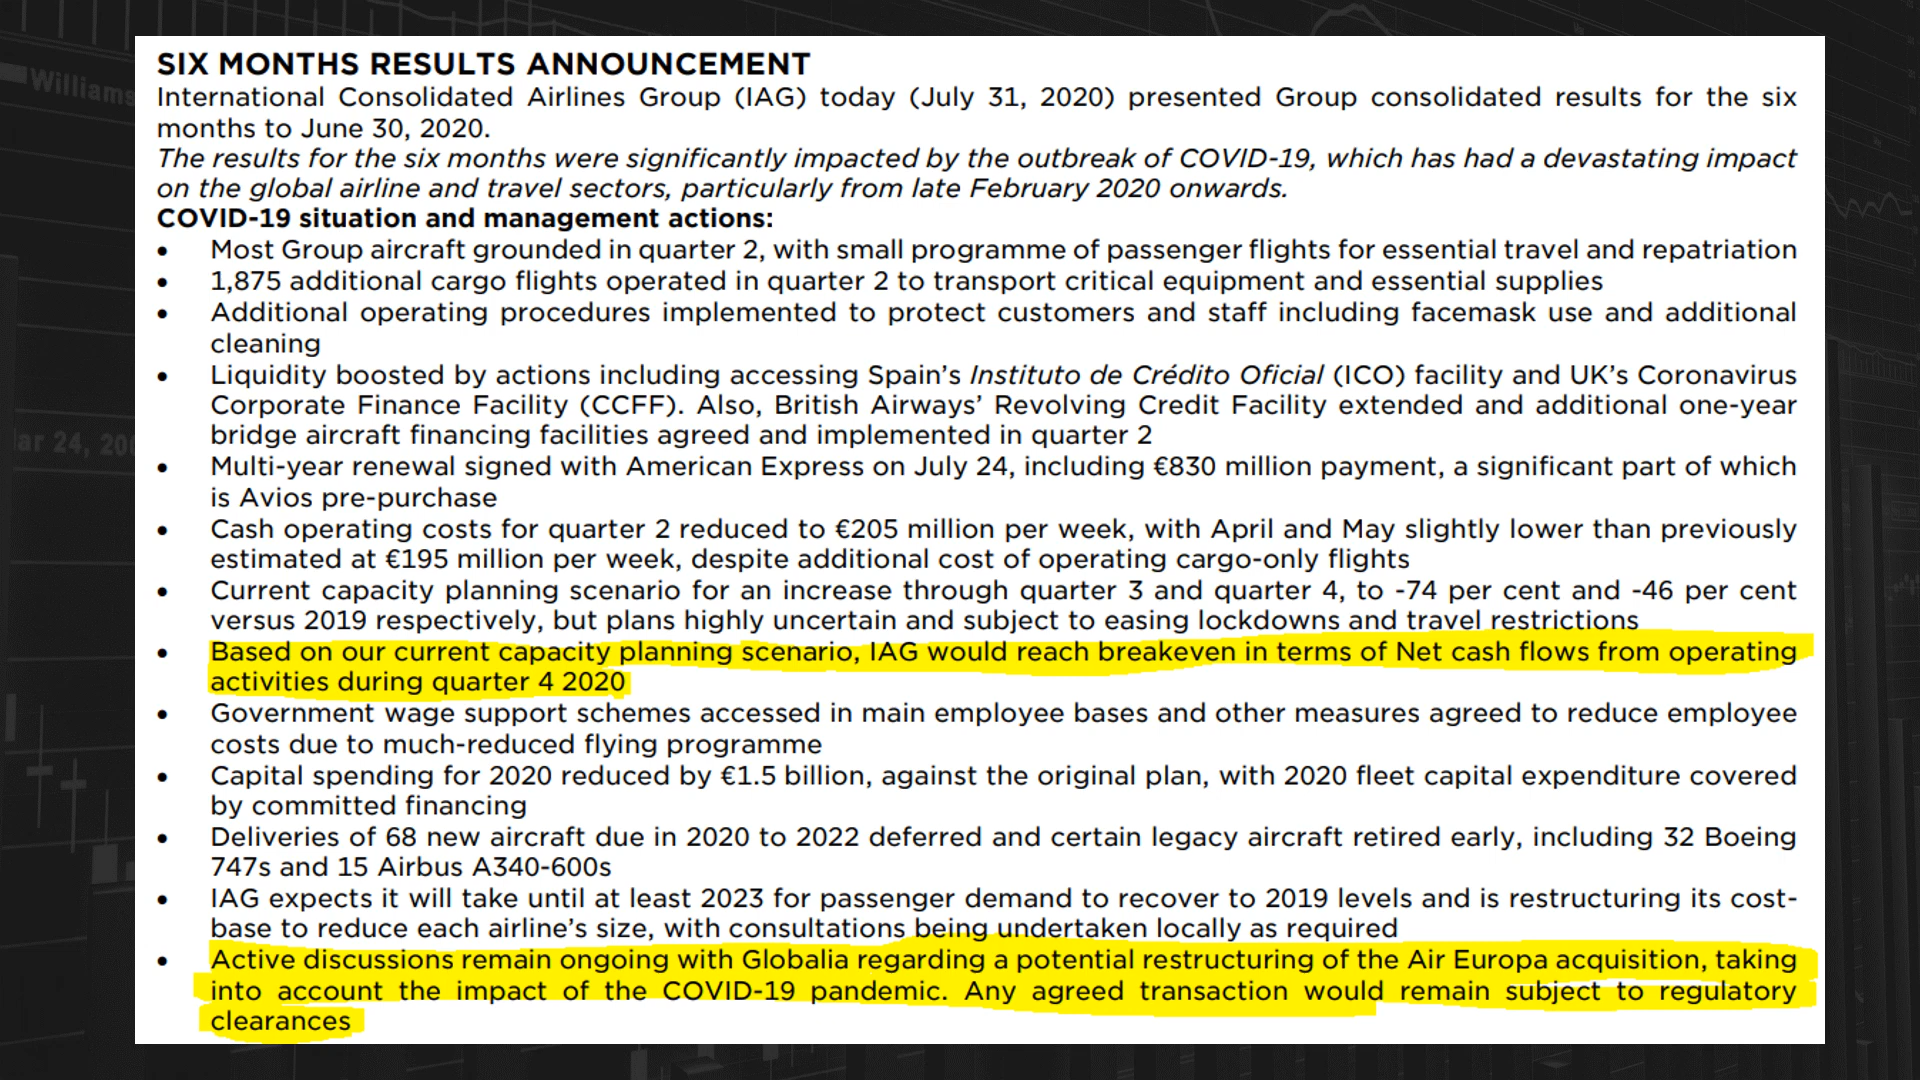 SIX MONTHS RESULTS ANNOUNCEMENT
International Consolidated Airlines Group (IAG) today (July 31, 2020) presented Group consolidated results for the six
months to June 30, 2020.
The results for the six months were significantly impacted by the outbreak of COVID-19, which has had a devastating impact
on the global airline and travel sectors, particularly from late February 2020 onwards.
COVID-19 situation and management actions:
• Most Group aircraft grounded in quarter 2, with small programme of passenger flights for essential travel and repatriation
• 1,875 additional cargo flights operated in quarter 2 to transport critical equipment and essential supplies
• Additional operating procedures implemented to protect customers and staff including facemask use and additional
cleaning
• Liquidity boosted by actions including accessing Spain's Instituto de Crédito Oficial (ICO) facility and UK's Coronavirus
Corporate Finance Facility (CCFF). Also, British Airways' Revolving Credit Facility extended and additional one-year
bridge aircraft financing facilities agreed and implemented in quarter 2
• Multi-year renewal signed with American Express on July 24, including €830 million payment, a significant part of which
is Avios pre-purchase
• Cash operating costs for quarter 2 reduced to €205 million per week, with April and May slightly lower than previously
estimated at €195 million per week, despite additional cost of operating cargo-only flights
• Current capacity planning scenario for an increase through quarter 3 and quarter 4, to -74 per cent and -46 per cent
versus 2019 respectively, but plans highly uncertain and subject to easing lockdowns and travel restrictions
• Based on our current capacity planning scenario, IAG would reach breakeven in terms of Net cash flows from operating
activities during quarter 4 2020
• Government wage support schemes accessed in main employee bases and other measures agreed to reduce employee
costs due to much-reduced flying programme
• Capital spending for 2020 reduced by €1.5 billion, against the original plan, with 2020 fleet capital expenditure covered
by committed financing
• Deliveries of 68 new aircraft due in 2020 to 2022 deferred and certain legacy aircraft retired early, including 32 Boeing
747s and 15 Airbus A340-600s
• IAG expects it will take until at least 2023 for passenger demand to recover to 2019 levels and is restructuring its cost-
base to reduce each airline's size, with consultations being undertaken locally as required
• Active discussions remain ongoing with Globalia regarding a potential restructuring of the Air Europa acquisition, taking
into account the impact of the COVID-19 pandemic. Any agreed transaction would remain subject to regulatory
clearances
Williams
ar 24, 200